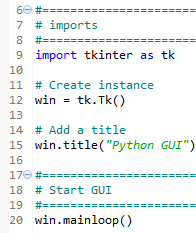 6 #======================
7 # imports
8 #======================
9 import tkinter as tk
10
11 # Create instance
12 win = tk.Tk()
13
14 # Add a title
15 win.title("Python GUI")
16
17 #======================
18 # Start GUI
19 #======================
20 win.mainloop()